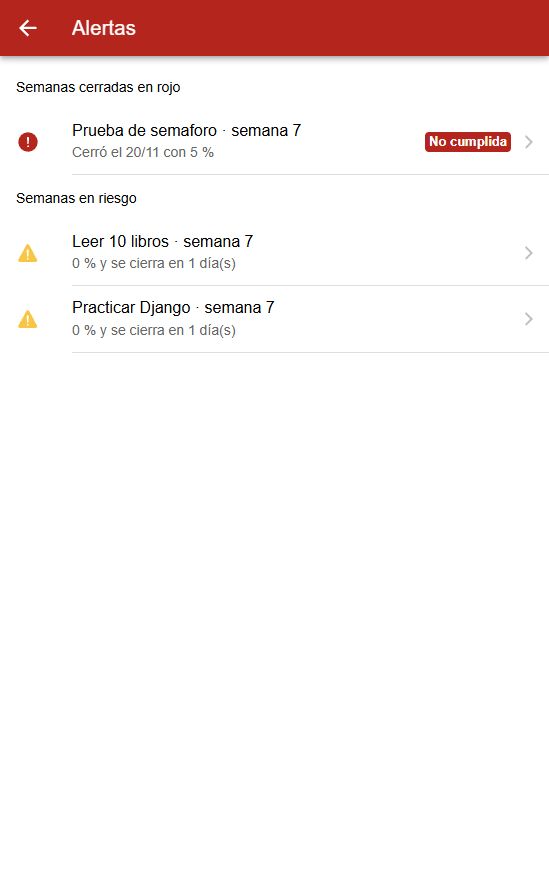 Alertas
Semanas cerradas en rojo
Prueba de semaforo · semana 7
Cerró el 20/11 con 5 %
No cumplida
Semanas en riesgo
Leer 10 libros · semana 7
0 % y se cierra en 1 día(s)
Practicar Django · semana 7
0 % y se cierra en 1 día(s)